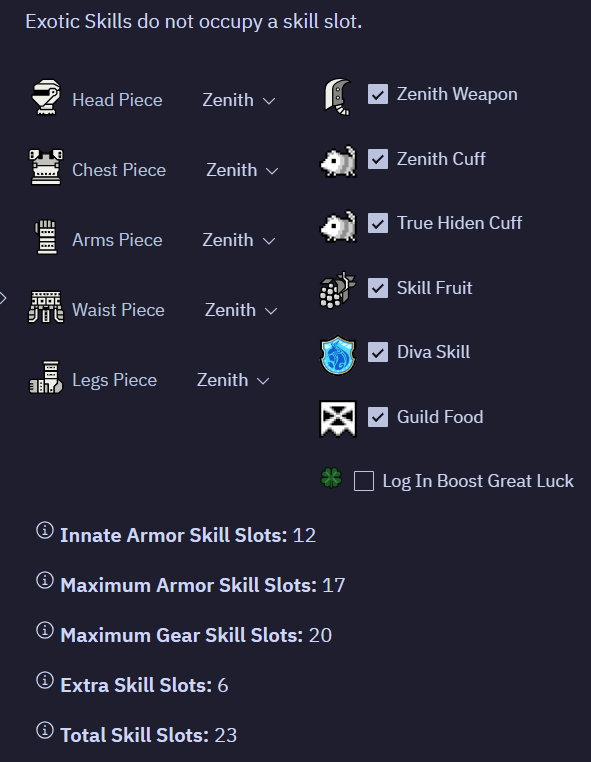 Exotic Skills do not occupy a skill slot.
Head Piece Zenith
Zenith Weapon
Chest Piece Zenith
Zenith Cuff
Arms Piece Zenith
True Hiden Cuff
Waist Piece Zenith
Skill Fruit
Legs Piece Zenith
Diva Skill
Guild Food
Log In Boost Great Luck
Innate Armor Skill Slots: 12
Maximum Armor Skill Slots: 17
Maximum Gear Skill Slots: 20
Extra Skill Slots: 6
Total Skill Slots: 23